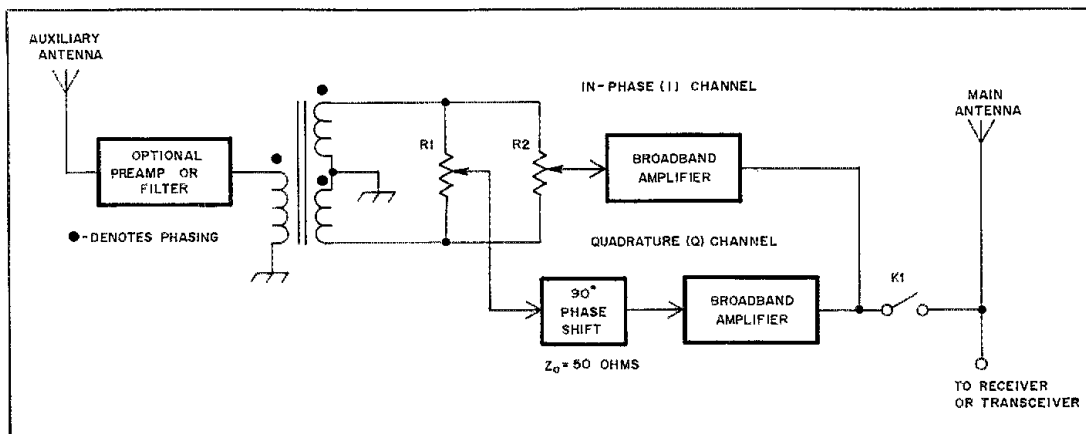 AUXILIARY
ANTENNA
OPTIONAL
PREAMP OR
FILTER
●-DENOTES PHASING
R1
R2
IN-PHASE (I) CHANNEL
BROADBAND
AMPLIFIER
QUADRATURE (Q) CHANNEL
90°
PHASE
SHIFT
Z₀=50 OHMS
BROADBAND
AMPLIFIER
K1
MAIN
ANTENNA
TO RECEIVER
OR TRANSCEIVER